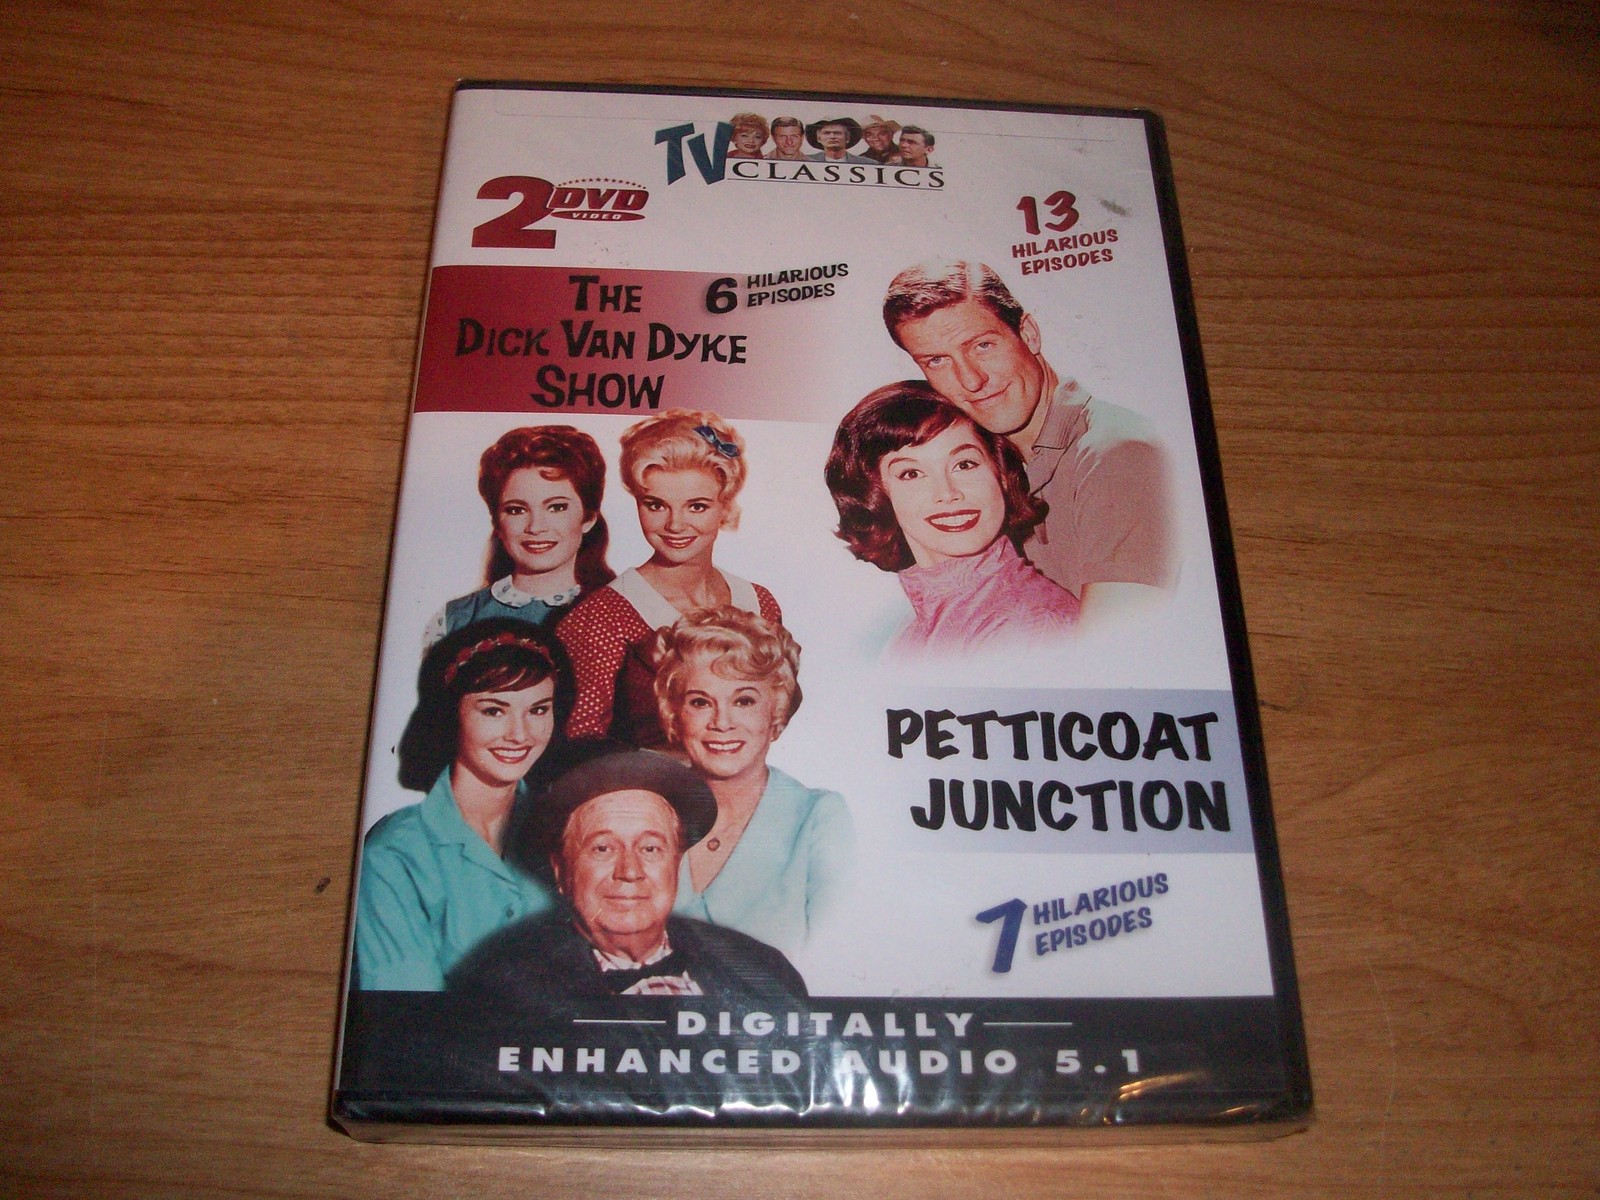 TV CLASSICS
2 DVD
VIDEO
13
HILARIOUS
EPISODES
THE
DICK VAN DYKE
SHOW
6 HILARIOUS
EPISODES
PETTICOAT
JUNCTION
7 HILARIOUS
EPISODES
DIGITALLY
ENHANCED AUDIO 5.1